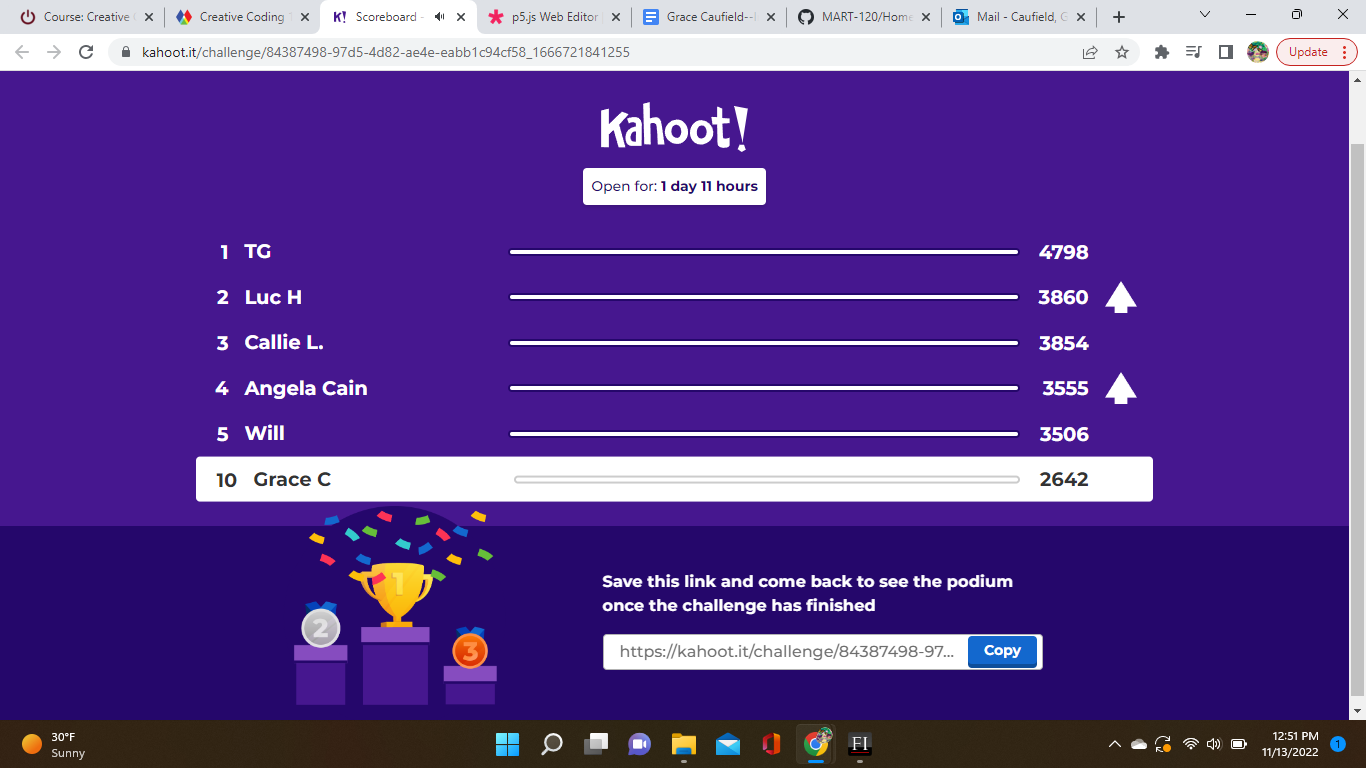 Course: Creative
Creative Coding
Scoreboard -
p5.js Web Editor
Grace Caufield--
MART-120/Home
Mail - Caufield, G
kahoot.it/challenge/84387498-97d5-4d82-ae4e-eabb1c94cf58_1666721841255
Update
Kahoot!
Open for: 1 day 11 hours
1 TG 4798
2 Luc H 3860
3 Callie L. 3854
4 Angela Cain 3555
5 Will 3506
10 Grace C 2642
1
2
3
Save this link and come back to see the podium
once the challenge has finished
https://kahoot.it/challenge/84387498-97... Copy
30°F
Sunny
FI
12:51 PM
11/13/2022
1